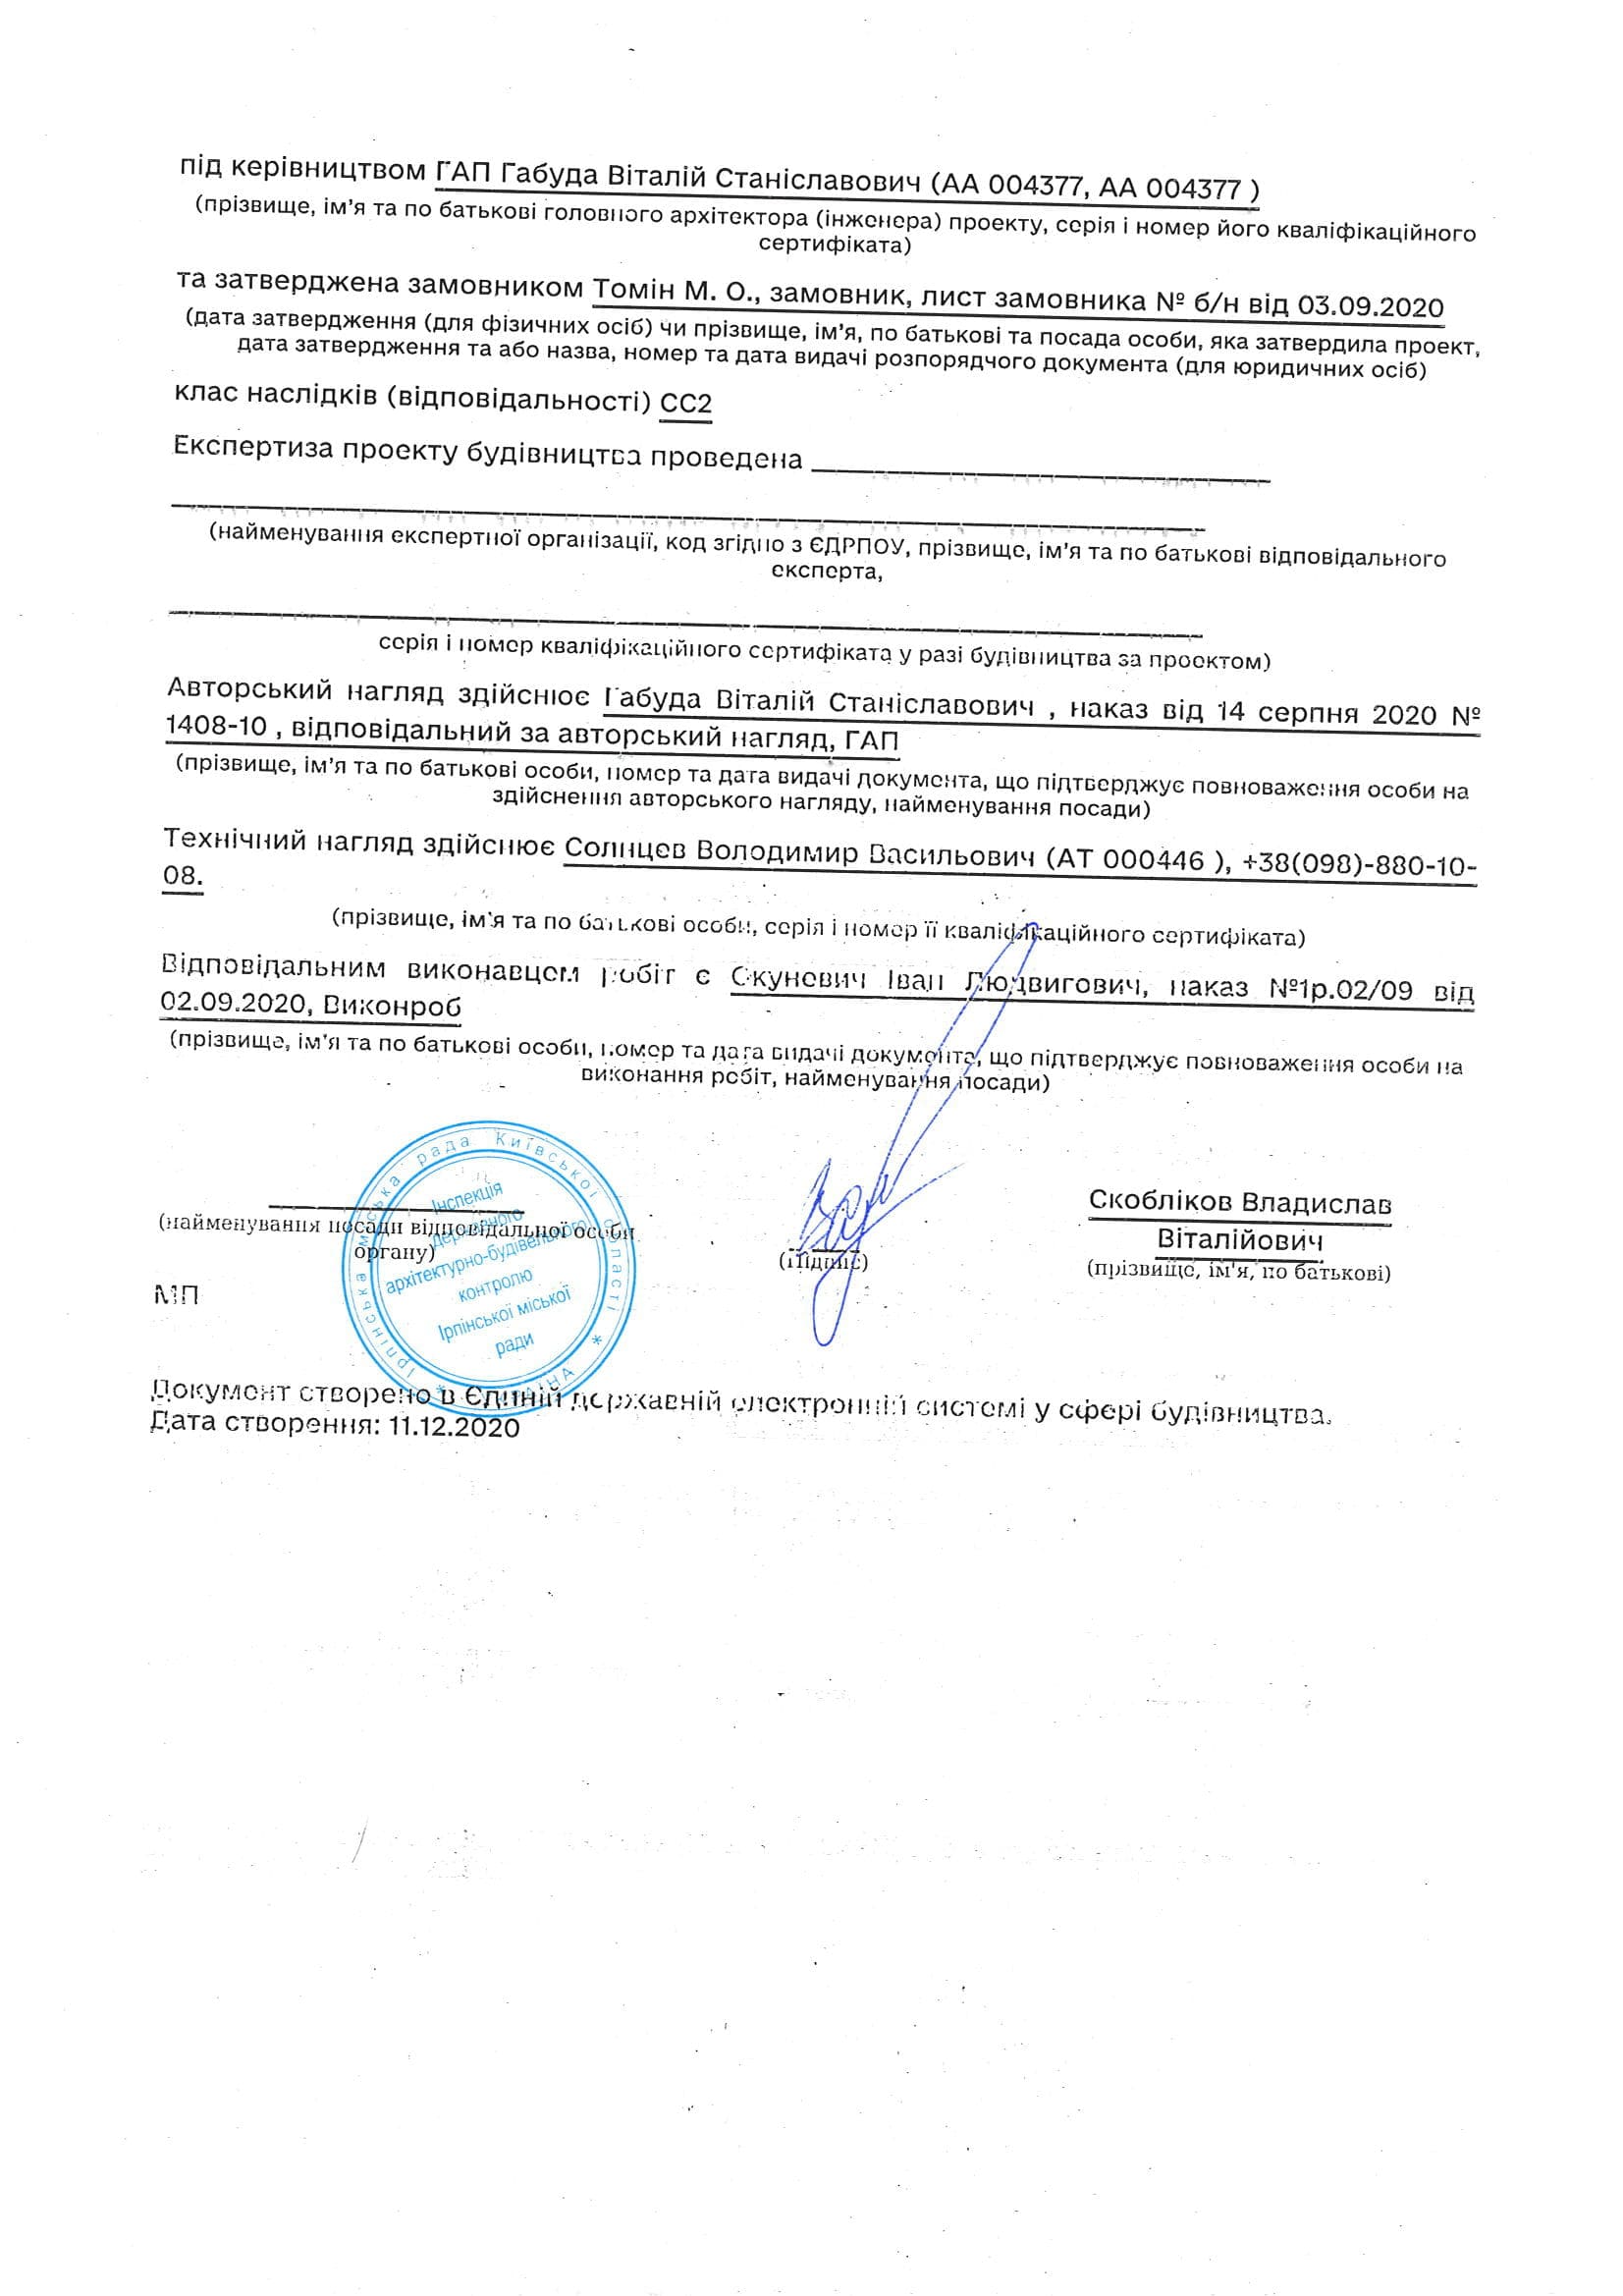 під керівництвом ГАП Габуда Віталій Станіславович (АА 004377, АА 004377 )
(прізвище, ім'я та по батькові головного архітектора (інженера) проекту, серія і номер його кваліфікаційного
сертифіката)
та затверджена замовником Томін М. О., замовник, лист замовника № б/н від 03.09.2020
(дата затвердження (для фізичних осіб) чи прізвище, ім'я, по батькові та посада особи, яка затвердила проект,
дата затвердження та або назва, номер та дата видачі розпорядчого документа (для юридичних осіб)
клас наслідків (відповідальності) СС2
Експертиза проекту будівництва проведена
(найменування експертної організації, код згідно з ЄДРПОУ, прізвище, ім'я та по батькові відповідального
експерта,
серія і номер кваліфікаційного сертифіката у разі будівництва за проектом)
Авторський нагляд здійснює Габуда Віталій Станіславович , наказ від 14 серпня 2020 №
1408-10 , відповідальний за авторський нагляд, ГАП
(прізвище, ім'я та по батькові особи, номер та дата видачі документа, що підтверджує повноваження особи на
здійснення авторського нагляду, найменування посади)
Технічний нагляд здійснює Солнцев Володимир Васильович (АТ 000446 ), +38(098)-880-10-
08.
(прізвище, ім'я та по батькові особи, серія і номер її кваліфікаційного сертифіката)
Відповідальним виконавцем робіт є Окуневич Іван Людвигович, наказ №1р.02/09 від
02.09.2020, Виконроб
(прізвище, ім'я та по батькові особи, номер та дата видачі документа, що підтверджує повноваження особи на
виконання робіт, найменування посади)
Ірпінська міська рада Київської області * УКРАЇНА *
Інспекція
державного
архітектурно-будівельного
контролю
Ірпінської міської
ради
(найменування посади відповідальної особи
органу)
(підпис)
Скобліков Владислав
Віталійович
(прізвище, ім'я, по батькові)
МП
Документ створено в Єдиній державній електронній системі у сфері будівництва.
Дата створення: 11.12.2020